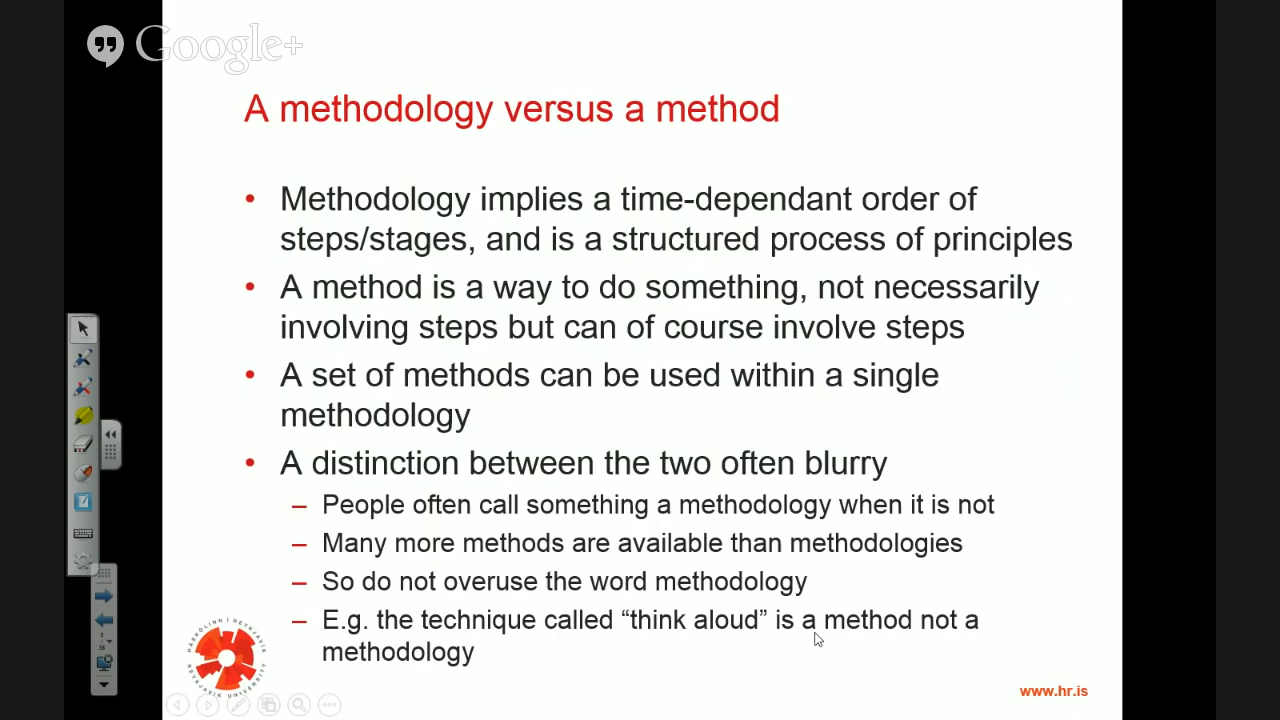 Google+
A methodology versus a method
• Methodology implies a time-dependant order of
steps/stages, and is a structured process of principles
• A method is a way to do something, not necessarily
involving steps but can of course involve steps
• A set of methods can be used within a single
methodology
• A distinction between the two often blurry
– People often call something a methodology when it is not
– Many more methods are available than methodologies
– So do not overuse the word methodology
– E.g. the technique called “think aloud” is a method not a
methodology
HÁSKÓLINN Í REYKJAVÍK
REYKJAVIK UNIVERSITY
www.hr.is